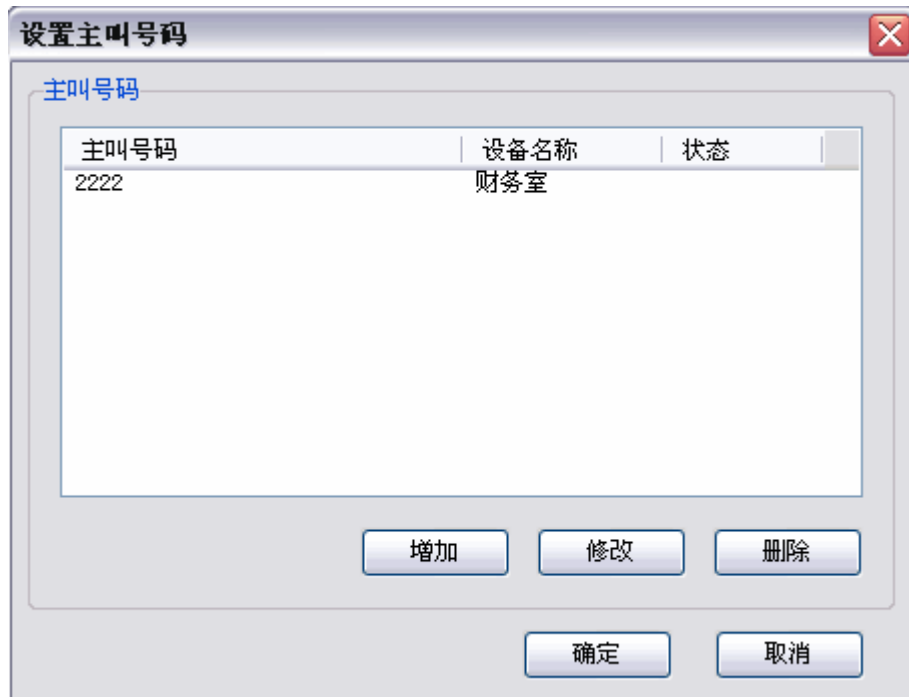 设置主叫号码
主叫号码
主叫号码 设备名称 状态
2222 财务室
增加 修改 删除
确定 取消